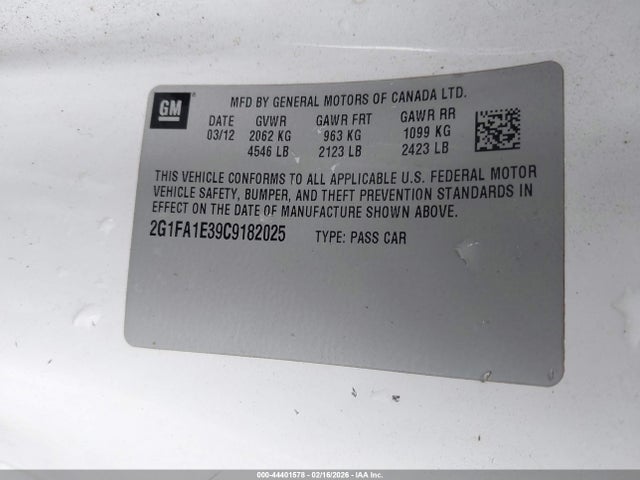 GM
MFD BY GENERAL MOTORS OF CANADA LTD.
DATE GVWR GAWR FRT GAWR RR
03/12 2062 KG 963 KG 1099 KG
4546 LB 2123 LB 2423 LB
THIS VEHICLE CONFORMS TO ALL APPLICABLE U.S. FEDERAL MOTOR
VEHICLE SAFETY, BUMPER, AND THEFT PREVENTION STANDARDS IN
EFFECT ON THE DATE OF MANUFACTURE SHOWN ABOVE.
2G1FA1E39C9182025 TYPE: PASS CAR
000-44401578 - 02/16/2026 - IAA Inc.